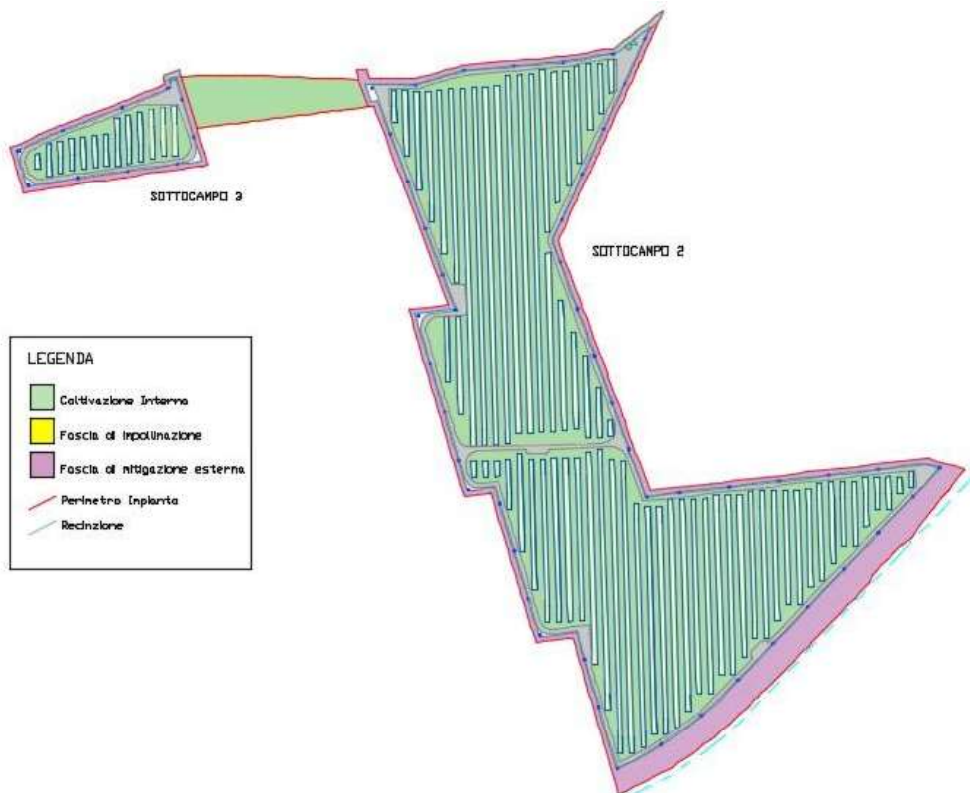 SOTTOCAMPO 3
SOTTOCAMPO 2
LEGENDA
Coltivazione Interna
Fascia di impollinazione
Fascia di mitigazione esterna
Perimetro Impianto
Recinzione